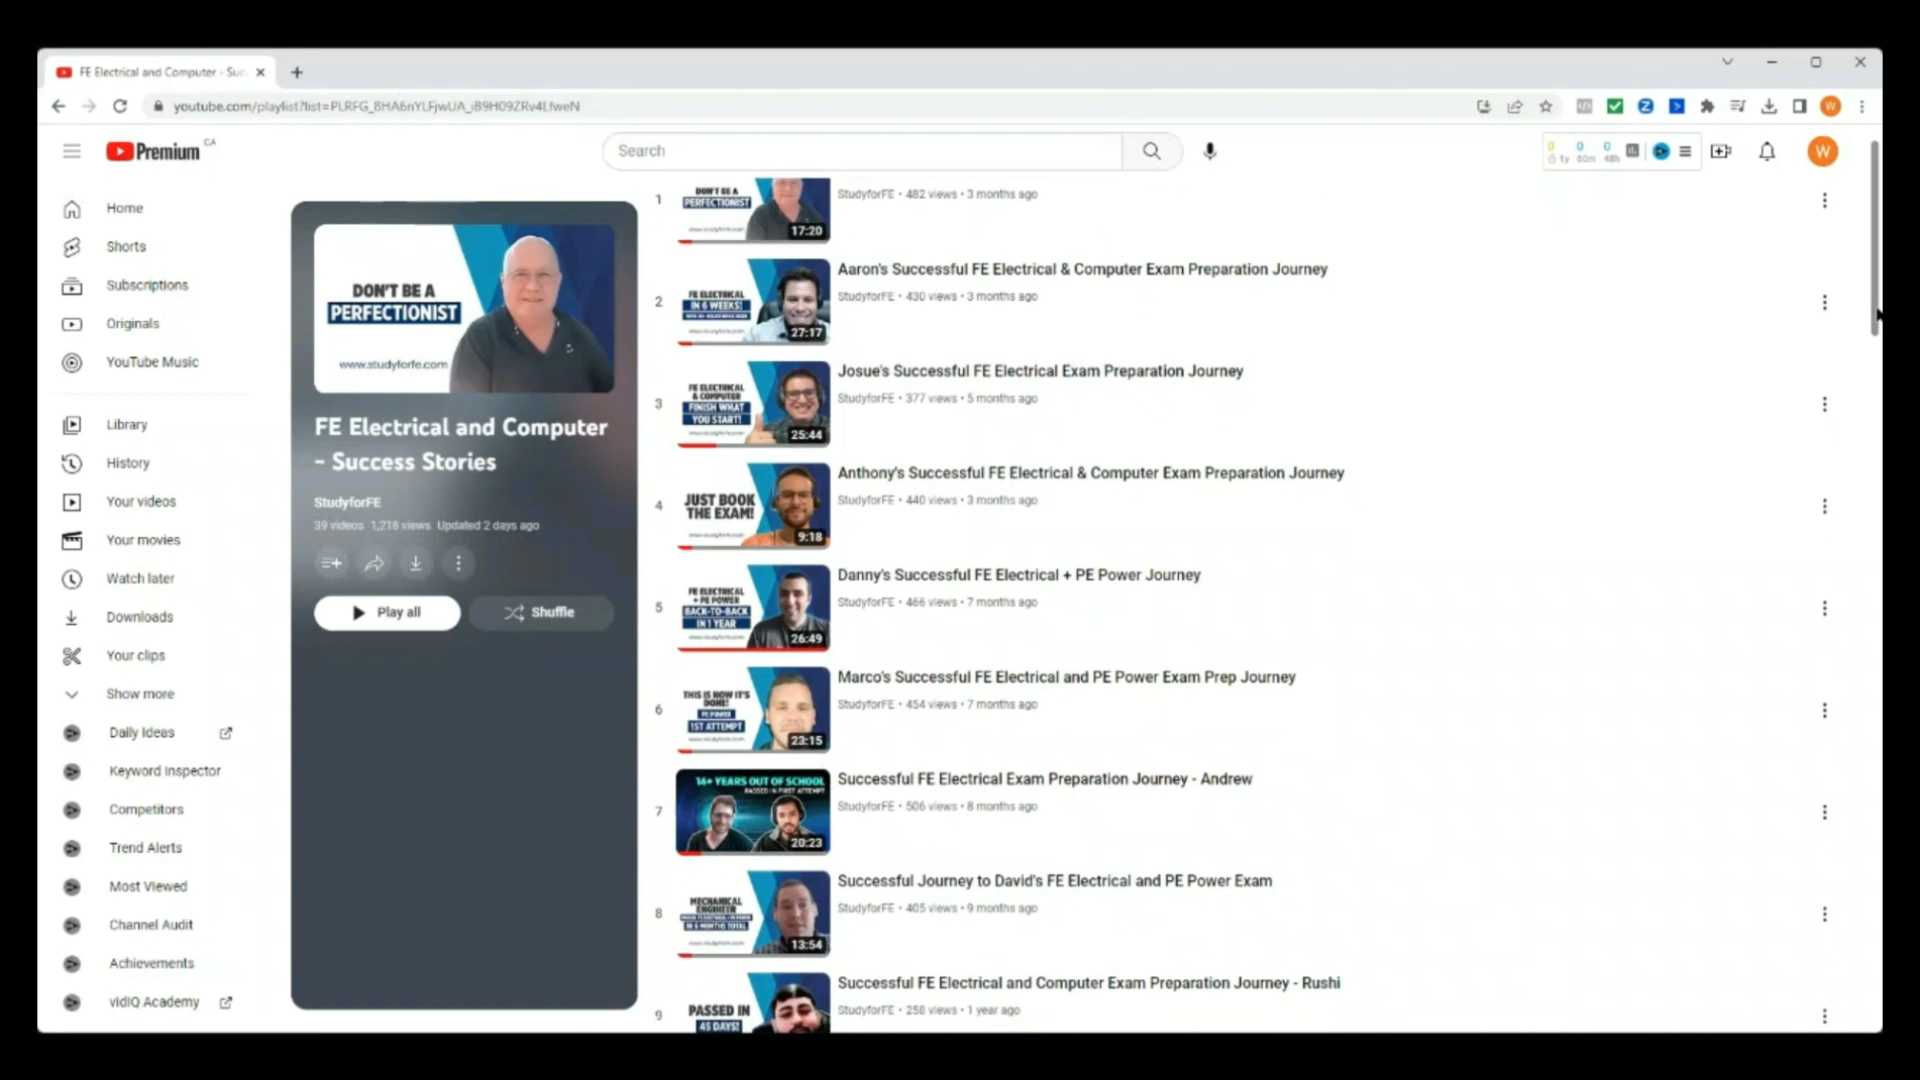 FE Electrical and Computer - Suc
youtube.com/playlist?list=PLRFG_8HA6nYLFjwUA_i89H09ZRv4LfweN
Premium CA
Search
0 0 0
1y 60m 48h
W
W
Home
Shorts
Subscriptions
Originals
YouTube Music
Library
History
Your videos
Your movies
Watch later
Downloads
Your clips
Show more
Daily Ideas
Keyword Inspector
Competitors
Trend Alerts
Most Viewed
Channel Audit
Achievements
vidIQ Academy
DON'T BE A
PERFECTIONIST
www.studyforfe.com
FE Electrical and Computer
- Success Stories
StudyforFE
39 videos 1,218 views Updated 2 days ago
Play all
Shuffle
1
DON'T BE A
PERFECTIONIST
17:20
StudyforFE • 482 views • 3 months ago
2
FE ELECTRICAL
IN 6 WEEKS!
27:17
Aaron's Successful FE Electrical & Computer Exam Preparation Journey
StudyforFE • 430 views • 3 months ago
3
FE ELECTRICAL
& COMPUTER
FINISH WHAT
YOU START!
25:44
Josue's Successful FE Electrical Exam Preparation Journey
StudyforFE • 377 views • 5 months ago
4
JUST BOOK
THE EXAM!
9:18
Anthony's Successful FE Electrical & Computer Exam Preparation Journey
StudyforFE • 440 views • 3 months ago
5
FE ELECTRICAL
+ PE POWER
BACK-TO-BACK
IN 1 YEAR
26:49
Danny's Successful FE Electrical + PE Power Journey
StudyforFE • 466 views • 7 months ago
6
THIS IS HOW IT'S
DONE!
PE POWER
1ST ATTEMPT
23:15
Marco's Successful FE Electrical and PE Power Exam Prep Journey
StudyforFE • 454 views • 7 months ago
7
14+ YEARS OUT OF SCHOOL
PASSED IN FIRST ATTEMPT
20:23
Successful FE Electrical Exam Preparation Journey - Andrew
StudyforFE • 506 views • 8 months ago
8
MECHANICAL
ENGINEER
13:54
Successful Journey to David's FE Electrical and PE Power Exam
StudyforFE • 405 views • 9 months ago
9
PASSED IN
45 DAYS!
Successful FE Electrical and Computer Exam Preparation Journey - Rushi
StudyforFE • 258 views • 1 year ago